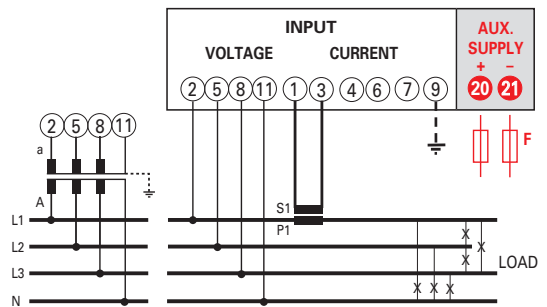 INPUT
AUX.
SUPPLY
VOLTAGE CURRENT
+ −
2 5 8 11 1 3 4 6 7 9 20 21
2 5 8 11
a
F
A
S1
P1
L1
L2
L3
N
X
X
X
X X X
LOAD